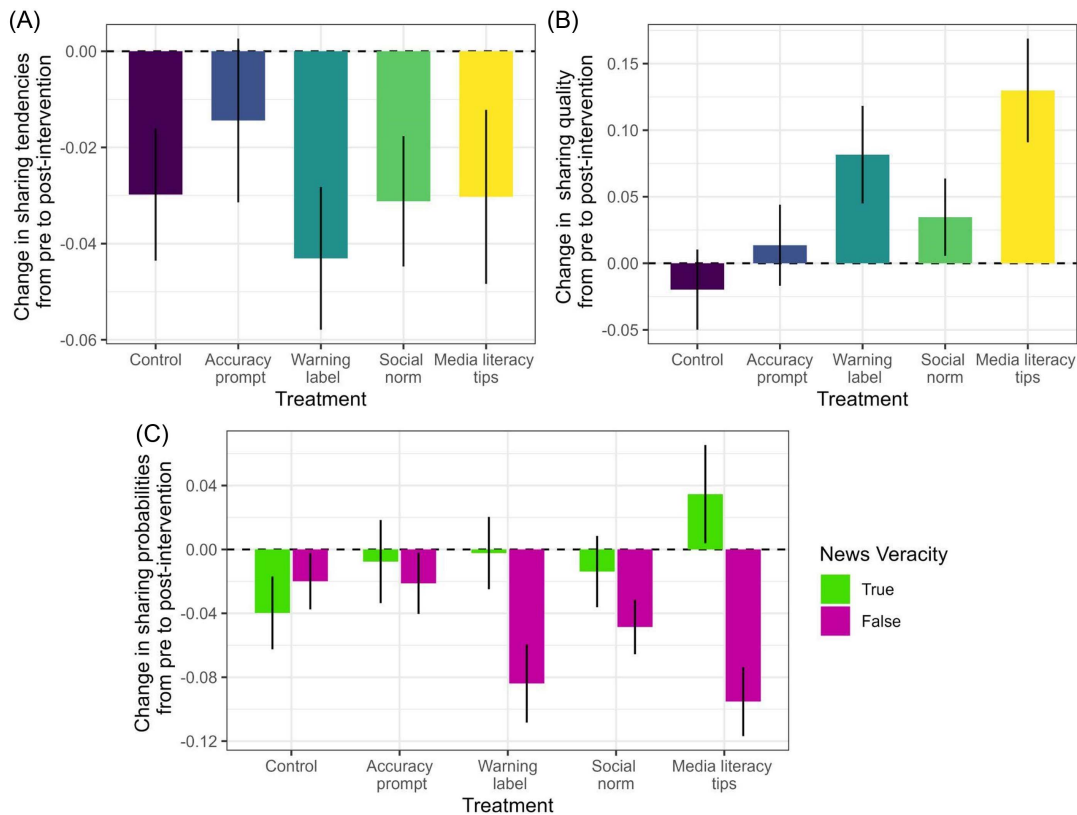 (A)
Change in sharing tendencies
from pre to post-intervention
0.00
-0.02
-0.04
-0.06
Control
Accuracy
prompt
Warning
label
Social
norm
Media literacy
tips
Treatment
(B)
Change in sharing quality
from pre to post-intervention
0.15
0.10
0.05
0.00
-0.05
Control
Accuracy
prompt
Warning
label
Social
norm
Media literacy
tips
Treatment
(C)
Change in sharing probabilities
from pre to post-intervention
0.04
0.00
-0.04
-0.08
-0.12
Control
Accuracy
prompt
Warning
label
Social
norm
Media literacy
tips
Treatment
News Veracity
True
False